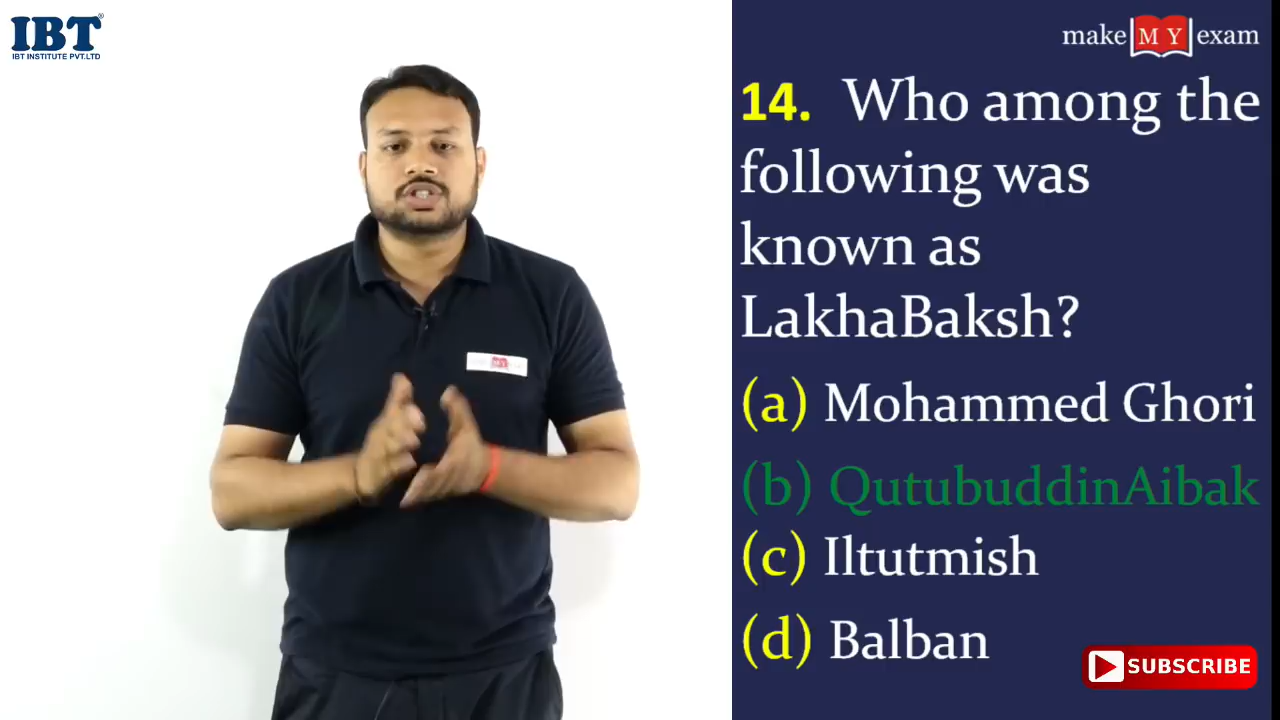 IBT
IBT INSTITUTE PVT.LTD
make MY exam
14. Who among the
following was
known as
LakhaBaksh?
(a) Mohammed Ghori
(b) QutubuddinAibak
(c) Iltutmish
(d) Balban
SUBSCRIBE